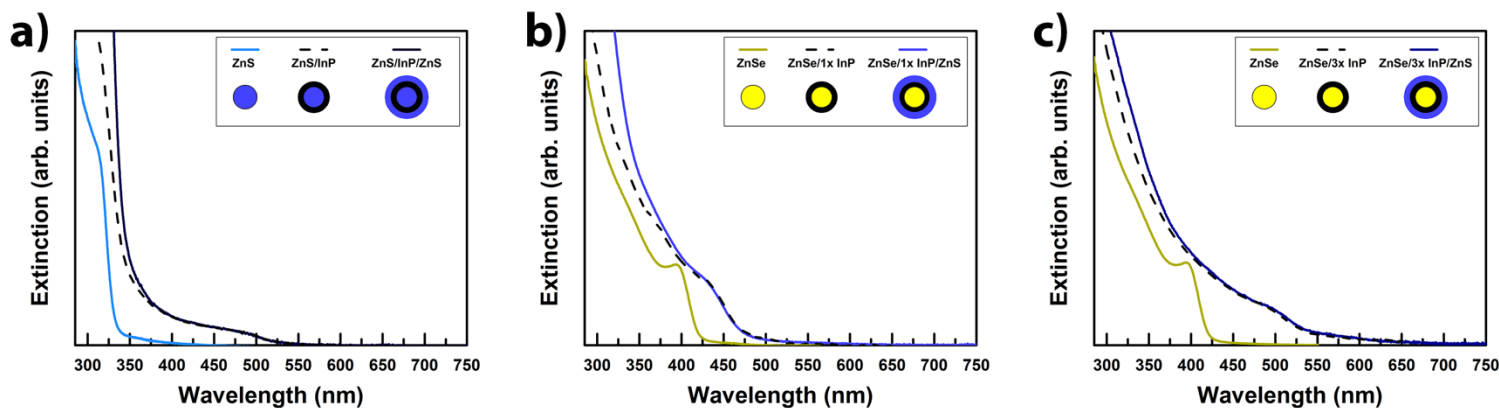 a)
ZnS ZnS/InP ZnS/InP/ZnS
Extinction (arb. units)
300 350 400 450 500 550 600 650 700 750
Wavelength (nm)
b)
ZnSe ZnSe/1x InP ZnSe/1x InP/ZnS
Extinction (arb. units)
300 350 400 450 500 550 600 650 700 750
Wavelength (nm)
c)
ZnSe ZnSe/3x InP ZnSe/3x InP/ZnS
Extinction (arb. units)
300 350 400 450 500 550 600 650 700 750
Wavelength (nm)